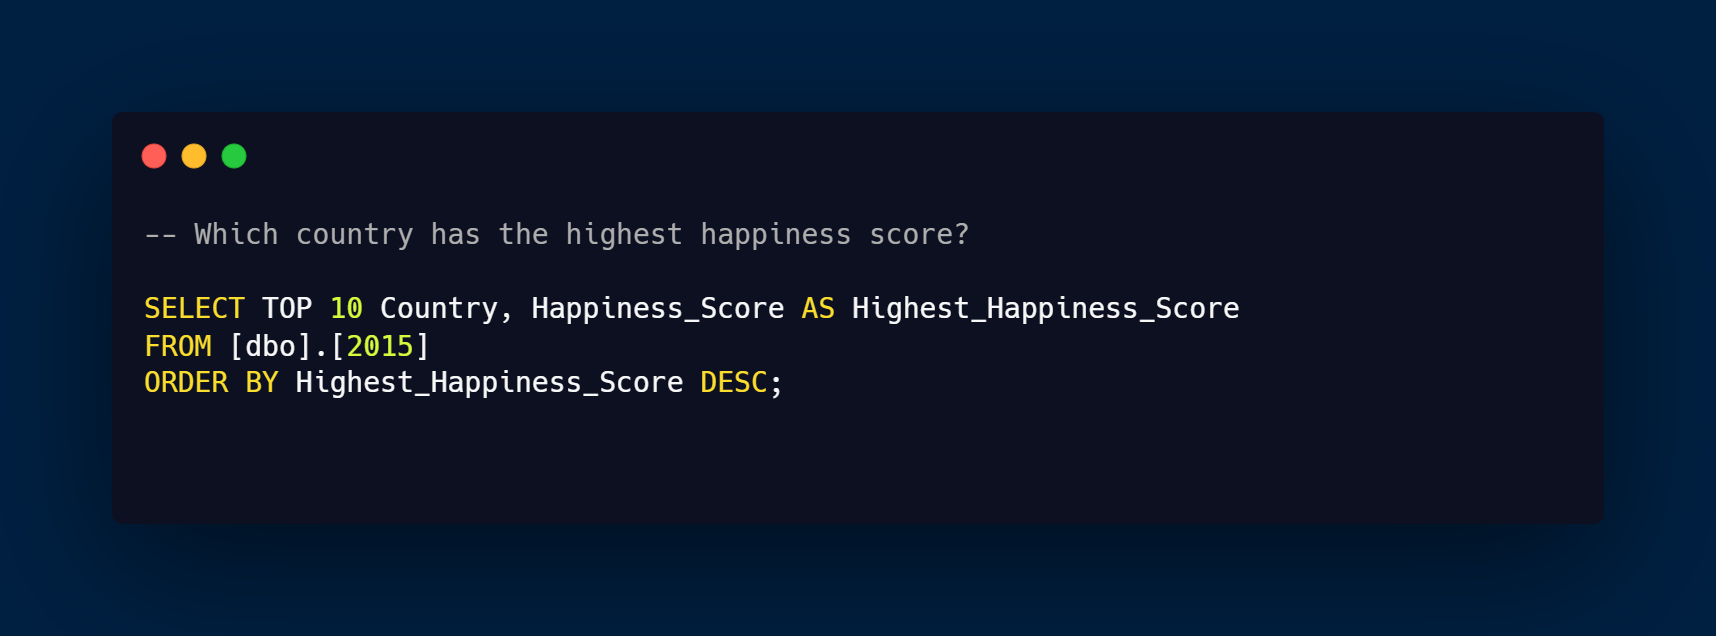 -- Which country has the highest happiness score?
SELECT TOP 10 Country, Happiness_Score AS Highest_Happiness_Score
FROM [dbo].[2015]
ORDER BY Highest_Happiness_Score DESC;